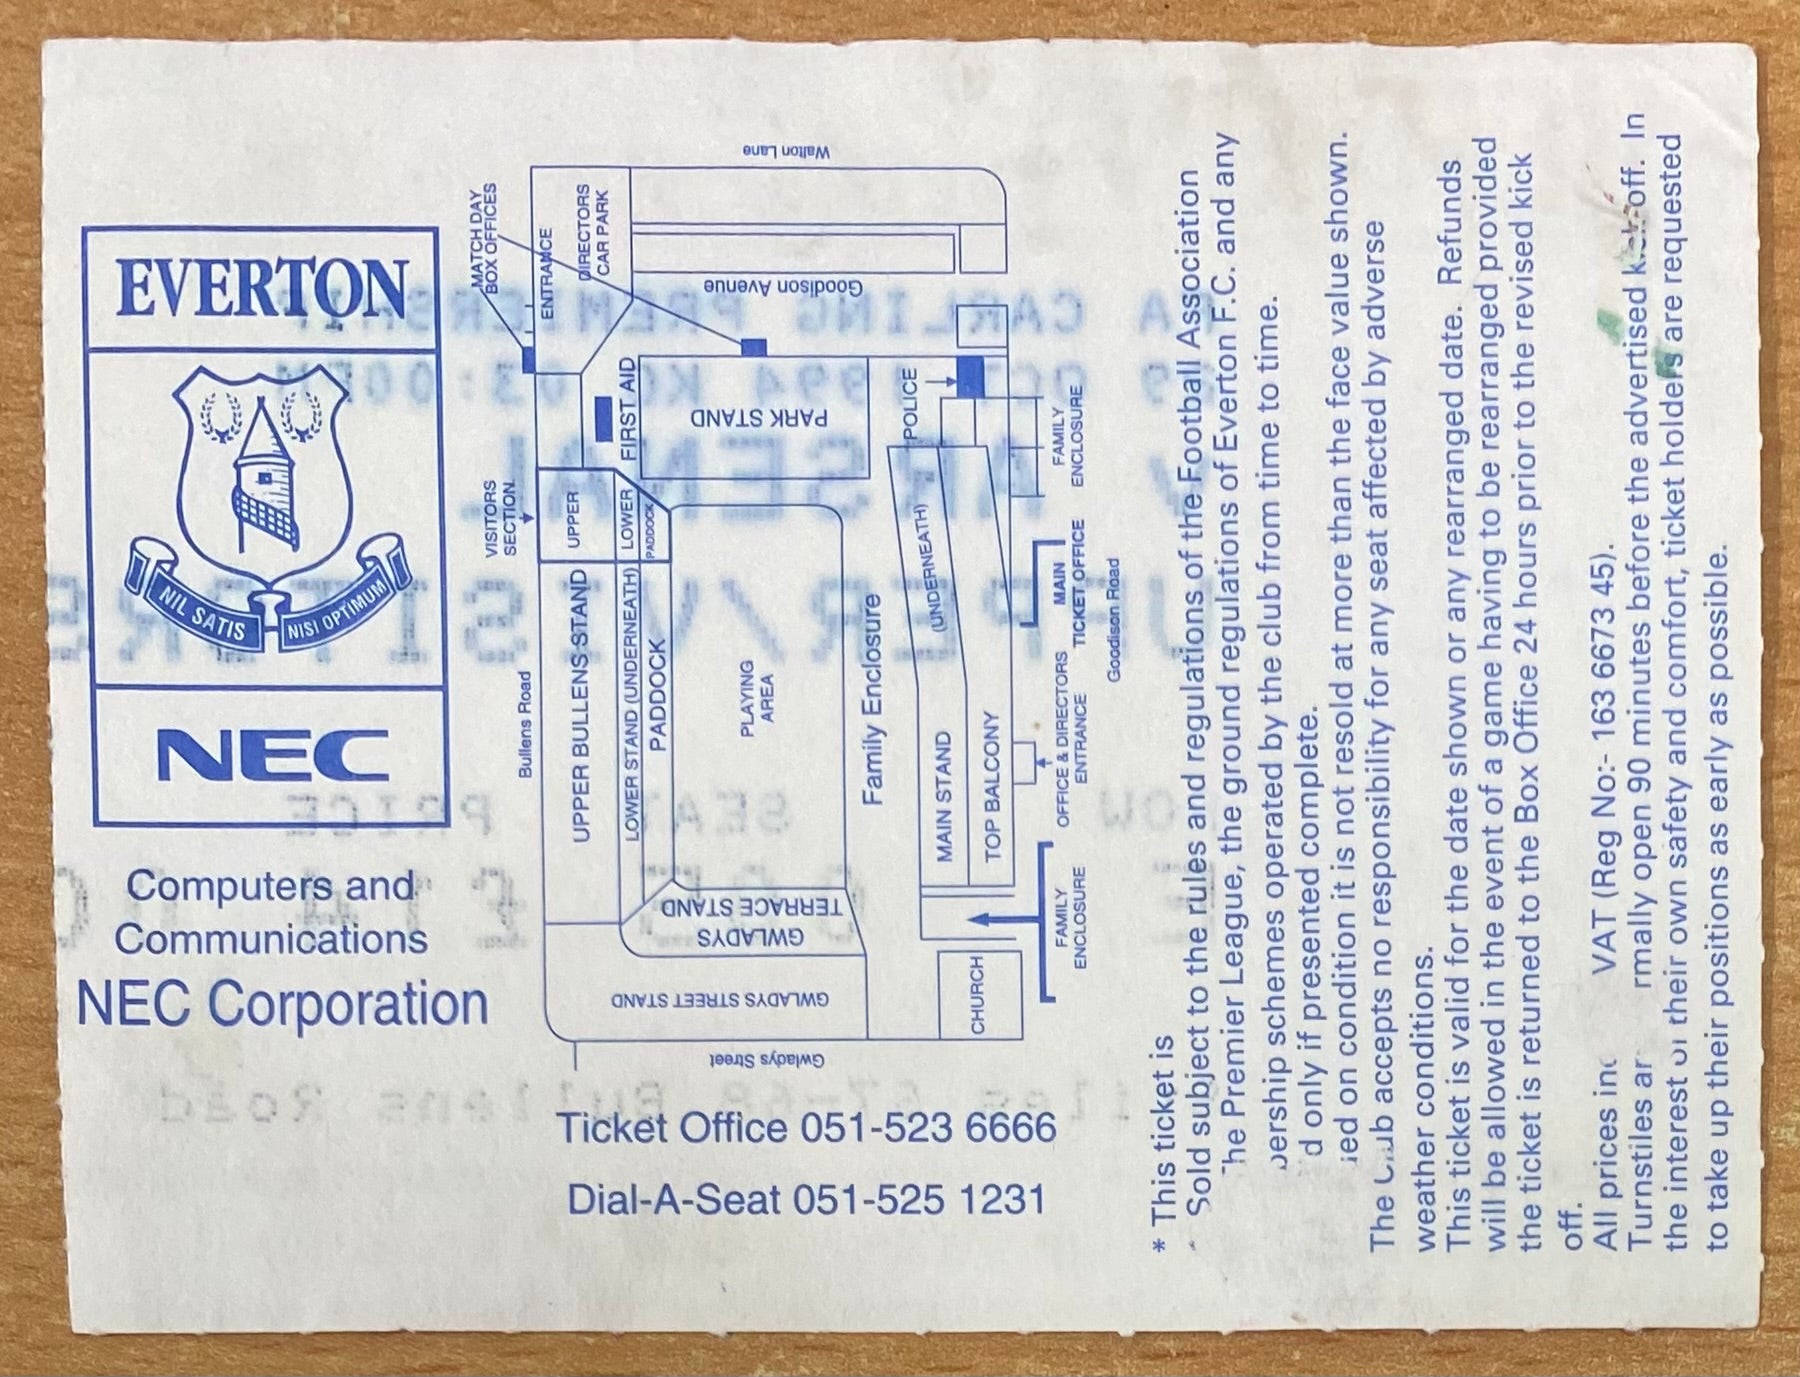 EVERTON
NIL SATIS
NISI OPTIMUM
NEC
Computers and
Communications
NEC Corporation
Ticket Office 051-523 6666
Dial-A-Seat 051-525 1231
MATCH DAY
BOX OFFICES
ENTRANCE
DIRECTORS
CAR PARK
Walton Lane
Goodison Avenue
VISITORS
SECTION
UPPER
LOWER
PADDOCK
FIRST AID
PARK STAND
POLICE
FAMILY
ENCLOSURE
Bullens Road
UPPER BULLENS STAND
LOWER STAND (UNDERNEATH)
PADDOCK
PLAYING
AREA
Family Enclosure
(UNDERNEATH)
MAIN STAND
TOP BALCONY
MAIN
TICKET OFFICE
Goodison Road
OFFICE & DIRECTORS
ENTRANCE
FAMILY
ENCLOSURE
GWLADYS
TERRACE STAND
GWLADYS STREET STAND
CHURCH
Gwladys Street
* This ticket is
Sold subject to the rules and regulations of the Football Association
he Premier League, the ground regulations of Everton F.C. and any
bership schemes operated by the club from time to time.
d only if presented complete.
ed on condition it is not resold at more than the face value shown.
The Club accepts no responsibility for any seat affected by adverse
weather conditions.
This ticket is valid for the date shown or any rearranged date. Refunds
will be allowed in the event of a game having to be rearranged provided
the ticket is returned to the Box Office 24 hours prior to the revised kick
off.
All prices inc VAT (Reg No:- 163 6673 45).
Turnstiles ar rmally open 90 minutes before the advertised kick-off. In
the interest of their own safety and comfort, ticket holders are requested
to take up their positions as early as possible.
CARLING PREMIERSHIP
1994 KO 03:00PM
V ARSENAL
UPPER/VISITORS
SEAT PRICE
Bullens Road